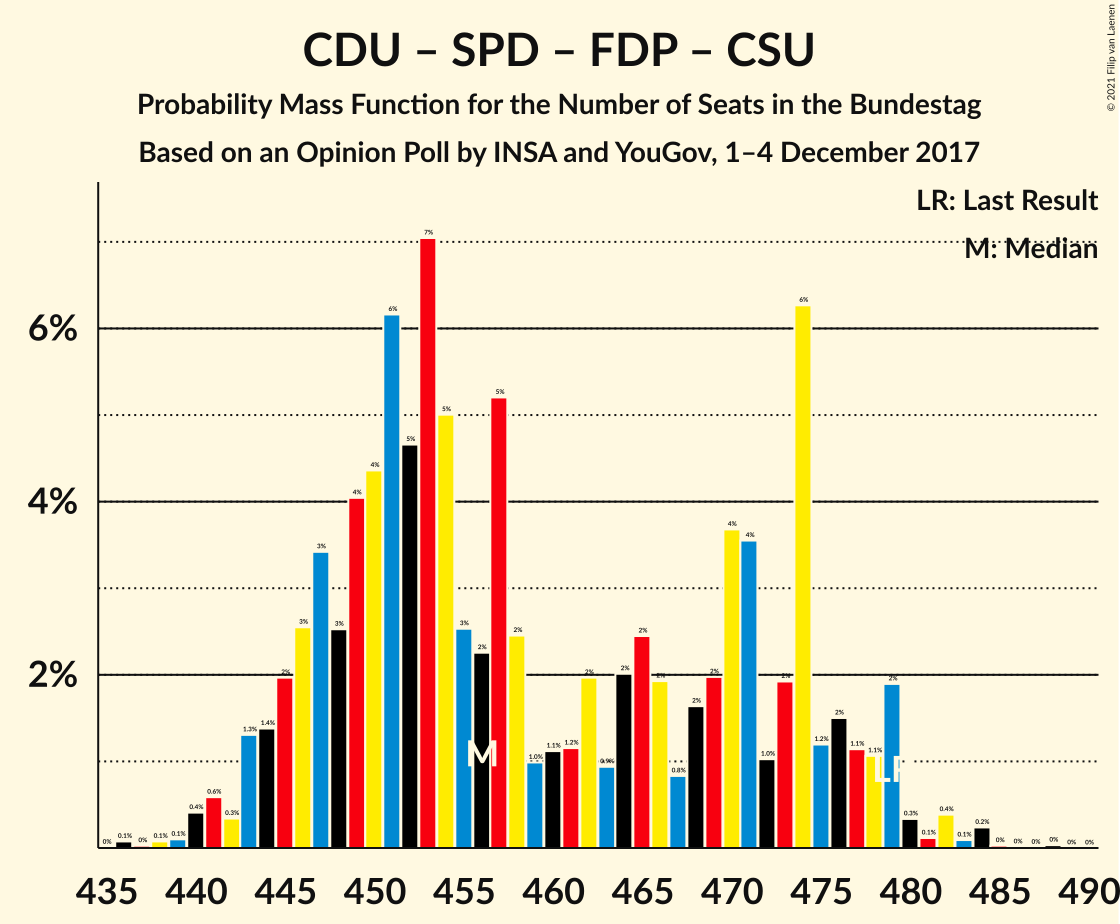 © 2021 Filip van Laenen
CDU – SPD – FDP – CSU
Probability Mass Function for the Number of Seats in the Bundestag
Based on an Opinion Poll by INSA and YouGov, 1–4 December 2017
LR: Last Result
M: Median
6%
4%
2%
0% 0.1% 0% 0.1% 0.1% 0.4% 0.6% 0.3% 1.3% 1.4% 2% 3% 3% 3% 4% 4% 6% 5% 7% 5% 3% 2% 5% 2% 1.0% 1.1% 1.2% 2% 0.9% 2% 2% 2% 0.8% 2% 2% 4% 4% 1.0% 2% 6% 1.2% 2% 1.1% 1.1% 2% 0.3% 0.1% 0.4% 0.1% 0.2% 0% 0% 0% 0% 0% 0%
M
LR
435 440 445 450 455 460 465 470 475 480 485 490